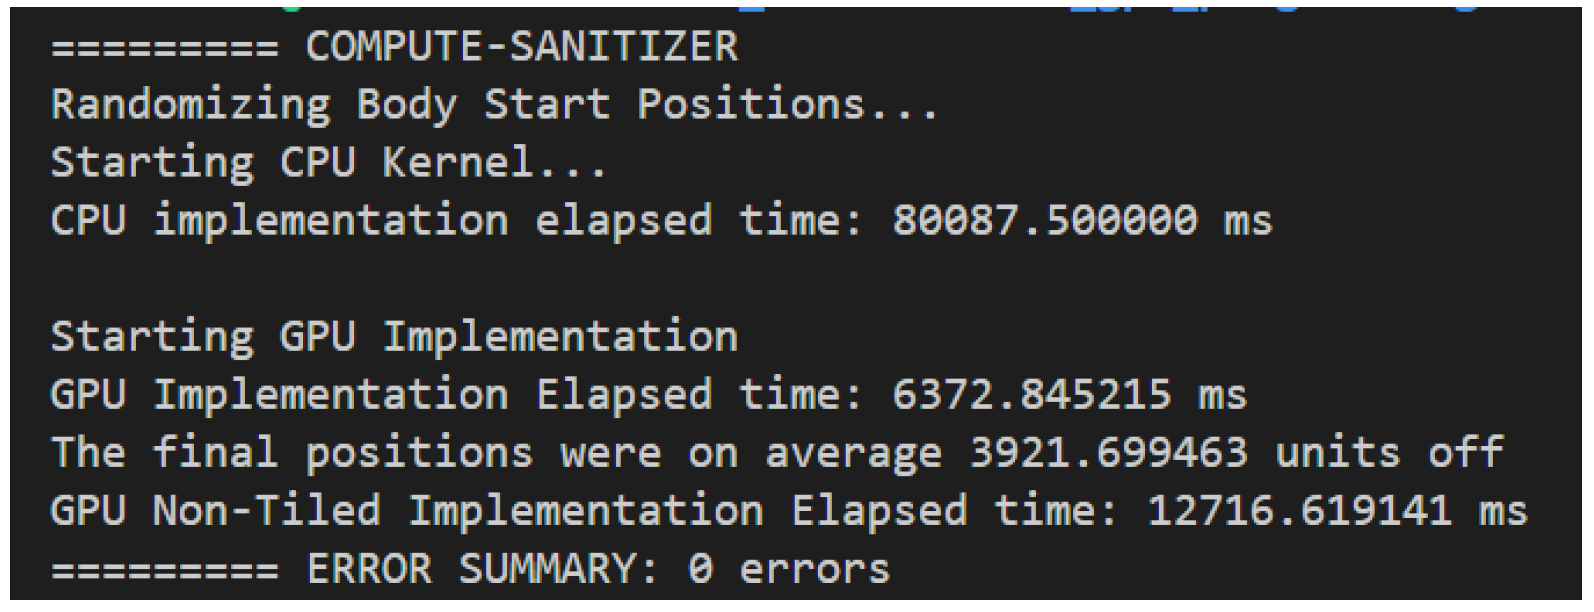 ========= COMPUTE-SANITIZER
Randomizing Body Start Positions...
Starting CPU Kernel...
CPU implementation elapsed time: 80087.500000 ms
Starting GPU Implementation
GPU Implementation Elapsed time: 6372.845215 ms
The final positions were on average 3921.699463 units off
GPU Non-Tiled Implementation Elapsed time: 12716.619141 ms
========= ERROR SUMMARY: 0 errors